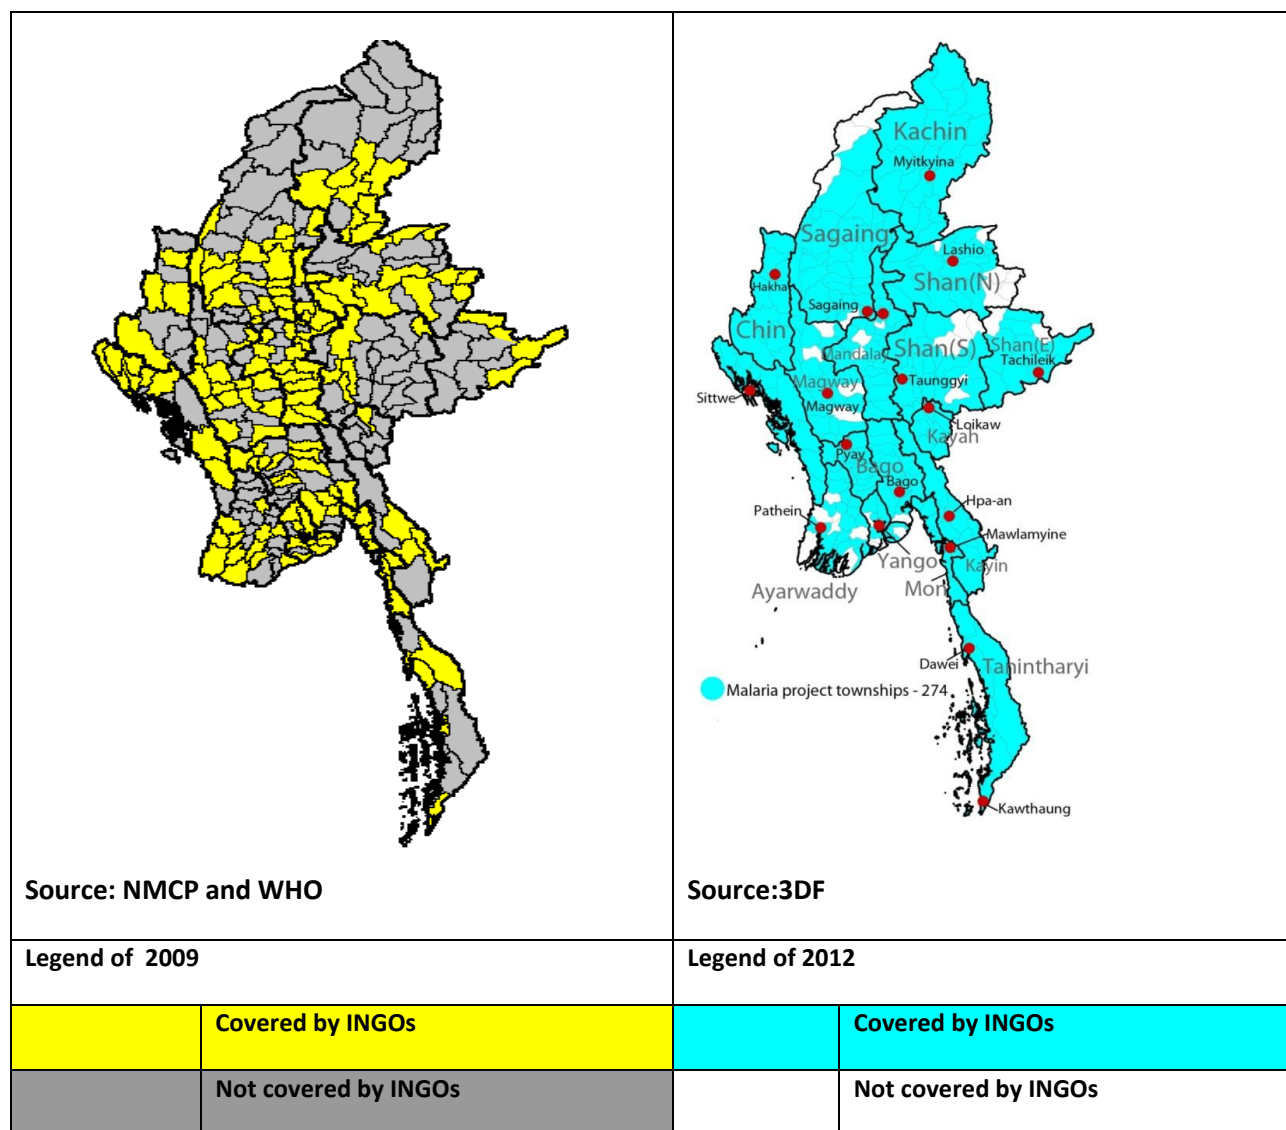 Kachin
Myitkyina
Sagaing
Lashio
Hakha
Shan(N)
Sagaing
Chin
Mandalay
Shan(S)
Shan(E)
Tachileik
Magway
Taunggyi
Sittwe
Magway
Loikaw
Kayah
Pyay
Bago
Bago
Pathein
Hpa-an
Mawlamyine
Yango
Kayin
Ayarwaddy
Mon
Dawei
Tanintharyi
Malaria project townships - 274
Kawthaung
Source: NMCP and WHO
Source:3DF
Legend of 2009
Legend of 2012
Covered by INGOs
Covered by INGOs
Not covered by INGOs
Not covered by INGOs